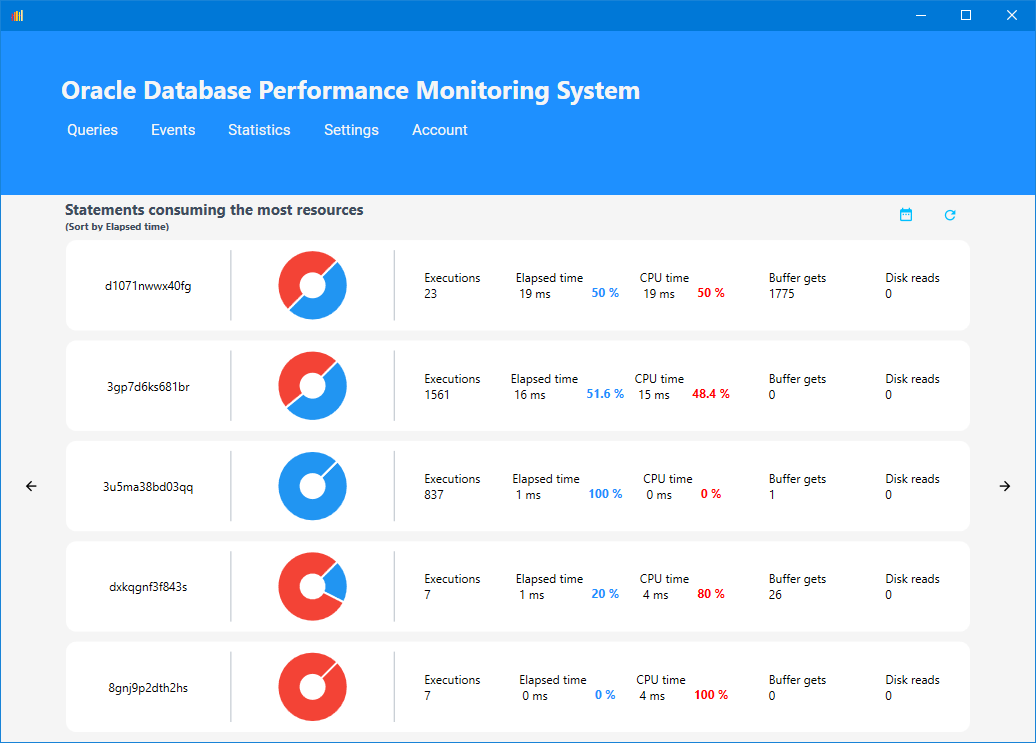 Oracle Database Performance Monitoring System
Queries Events Statistics Settings Account
Statements consuming the most resources
(Sort by Elapsed time)
d1071nwwx40fg
Executions Elapsed time CPU time Buffer gets Disk reads
23 19 ms 50 % 19 ms 50 % 1775 0
3gp7d6ks681br
Executions Elapsed time CPU time Buffer gets Disk reads
1561 16 ms 51.6 % 15 ms 48.4 % 0 0
3u5ma38bd03qq
Executions Elapsed time CPU time Buffer gets Disk reads
837 1 ms 100 % 0 ms 0 % 1 0
dxkqgnf3f843s
Executions Elapsed time CPU time Buffer gets Disk reads
7 1 ms 20 % 4 ms 80 % 26 0
8gnj9p2dth2hs
Executions Elapsed time CPU time Buffer gets Disk reads
7 0 ms 0 % 4 ms 100 % 0 0